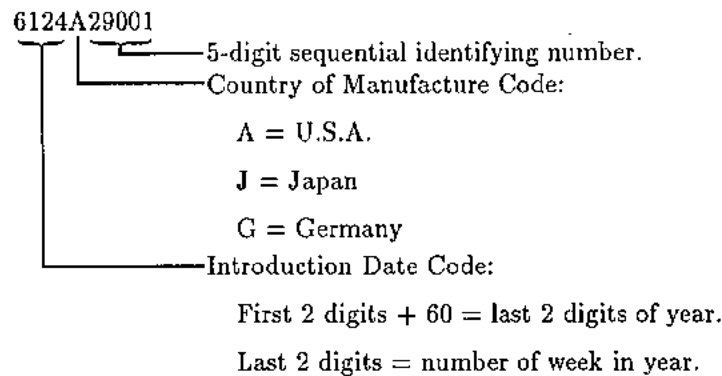 6124A29001
5-digit sequential identifying number.
Country of Manufacture Code:
A = U.S.A.
J = Japan
G = Germany
Introduction Date Code:
First 2 digits + 60 = last 2 digits of year.
Last 2 digits = number of week in year.